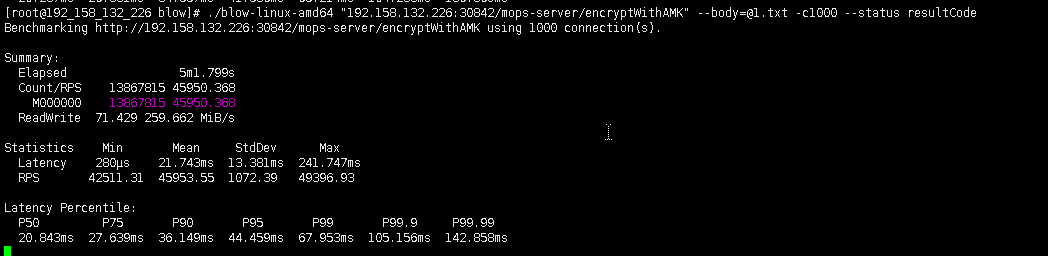 [root@192_158_132_226 blow]# ./blow-linux-amd64 "192.158.132.226:30842/mops-server/encryptWithAMK" --body=@1.txt -c1000 --status resultCode
Benchmarking http://192.158.132.226:30842/mops-server/encryptWithAMK using 1000 connection(s).
Summary:
Elapsed 5m1.799s
Count/RPS 13867815 45950.368
M000000 13867815 45950.368
ReadWrite 71.429 259.662 MiB/s
Statistics Min Mean StdDev Max
Latency 280μs 21.743ms 13.381ms 241.747ms
RPS 42511.31 45953.55 1072.39 49396.93
Latency Percentile:
P50 P75 P90 P95 P99 P99.9 P99.99
20.843ms 27.639ms 36.149ms 44.459ms 67.953ms 105.156ms 142.858ms